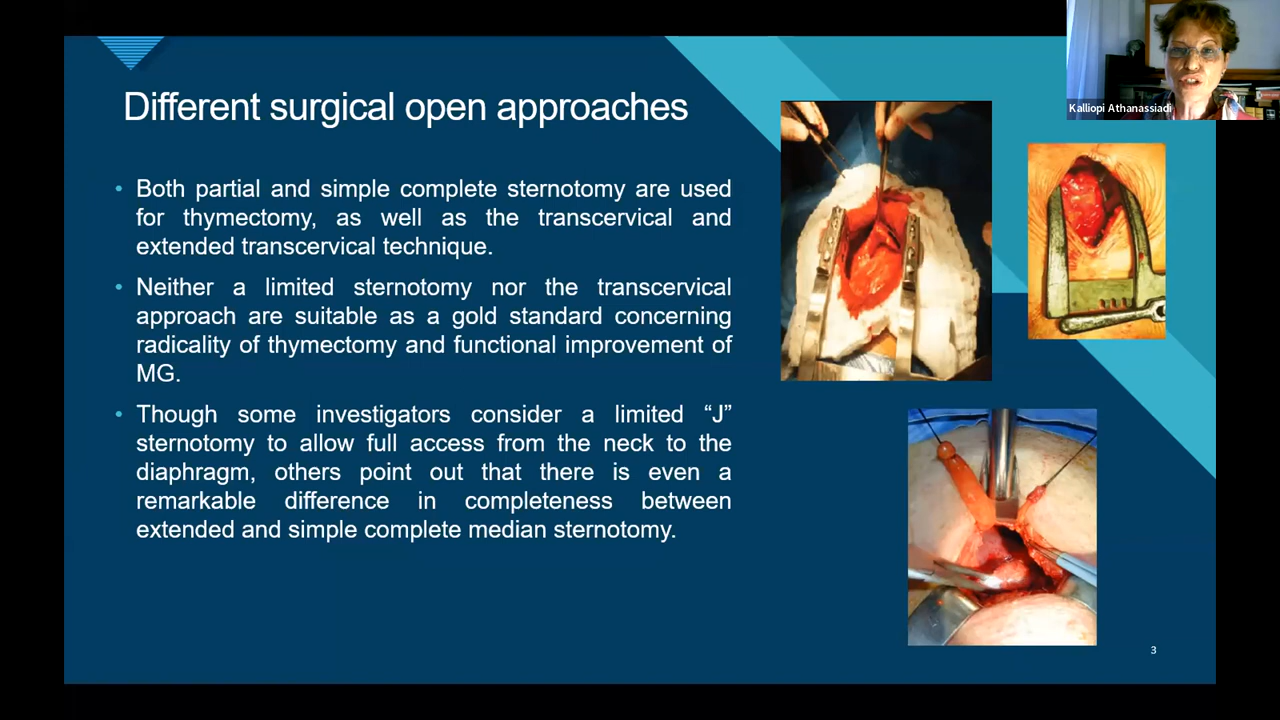 Kalliopi Athanassiadi
Different surgical open approaches
• Both partial and simple complete sternotomy are used
for thymectomy, as well as the transcervical and
extended transcervical technique.
• Neither a limited sternotomy nor the transcervical
approach are suitable as a gold standard concerning
radicality of thymectomy and functional improvement of
MG.
• Though some investigators consider a limited “J”
sternotomy to allow full access from the neck to the
diaphragm, others point out that there is even a
remarkable difference in completeness between
extended and simple complete median sternotomy.
3